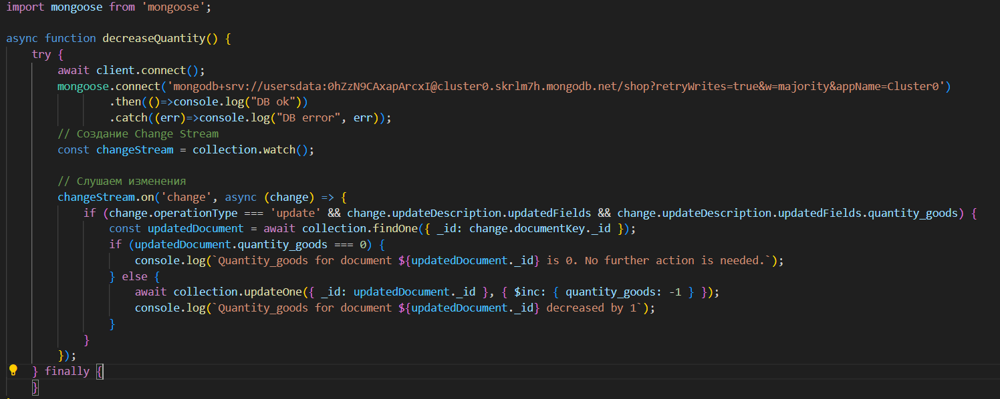 import mongoose from 'mongoose';
async function decreaseQuantity() {
try {
await client.connect();
mongoose.connect('mongodb+srv://usersdata:0hZzN9CAxapArcxI@cluster0.skrlm7h.mongodb.net/shop?retryWrites=true&w=majority&appName=Cluster0')
.then(()=>console.log("DB ok"))
.catch((err)=>console.log("DB error", err));
// Создание Change Stream
const changeStream = collection.watch();
// Слушаем изменения
changeStream.on('change', async (change) => {
if (change.operationType === 'update' && change.updateDescription.updatedFields && change.updateDescription.updatedFields.quantity_goods) {
const updatedDocument = await collection.findOne({ _id: change.documentKey._id });
if (updatedDocument.quantity_goods === 0) {
console.log(`Quantity_goods for document ${updatedDocument._id} is 0. No further action is needed.`);
} else {
await collection.updateOne({ _id: updatedDocument._id }, { $inc: { quantity_goods: -1 } });
console.log(`Quantity_goods for document ${updatedDocument._id} decreased by 1`);
}
}
});
} finally {
}